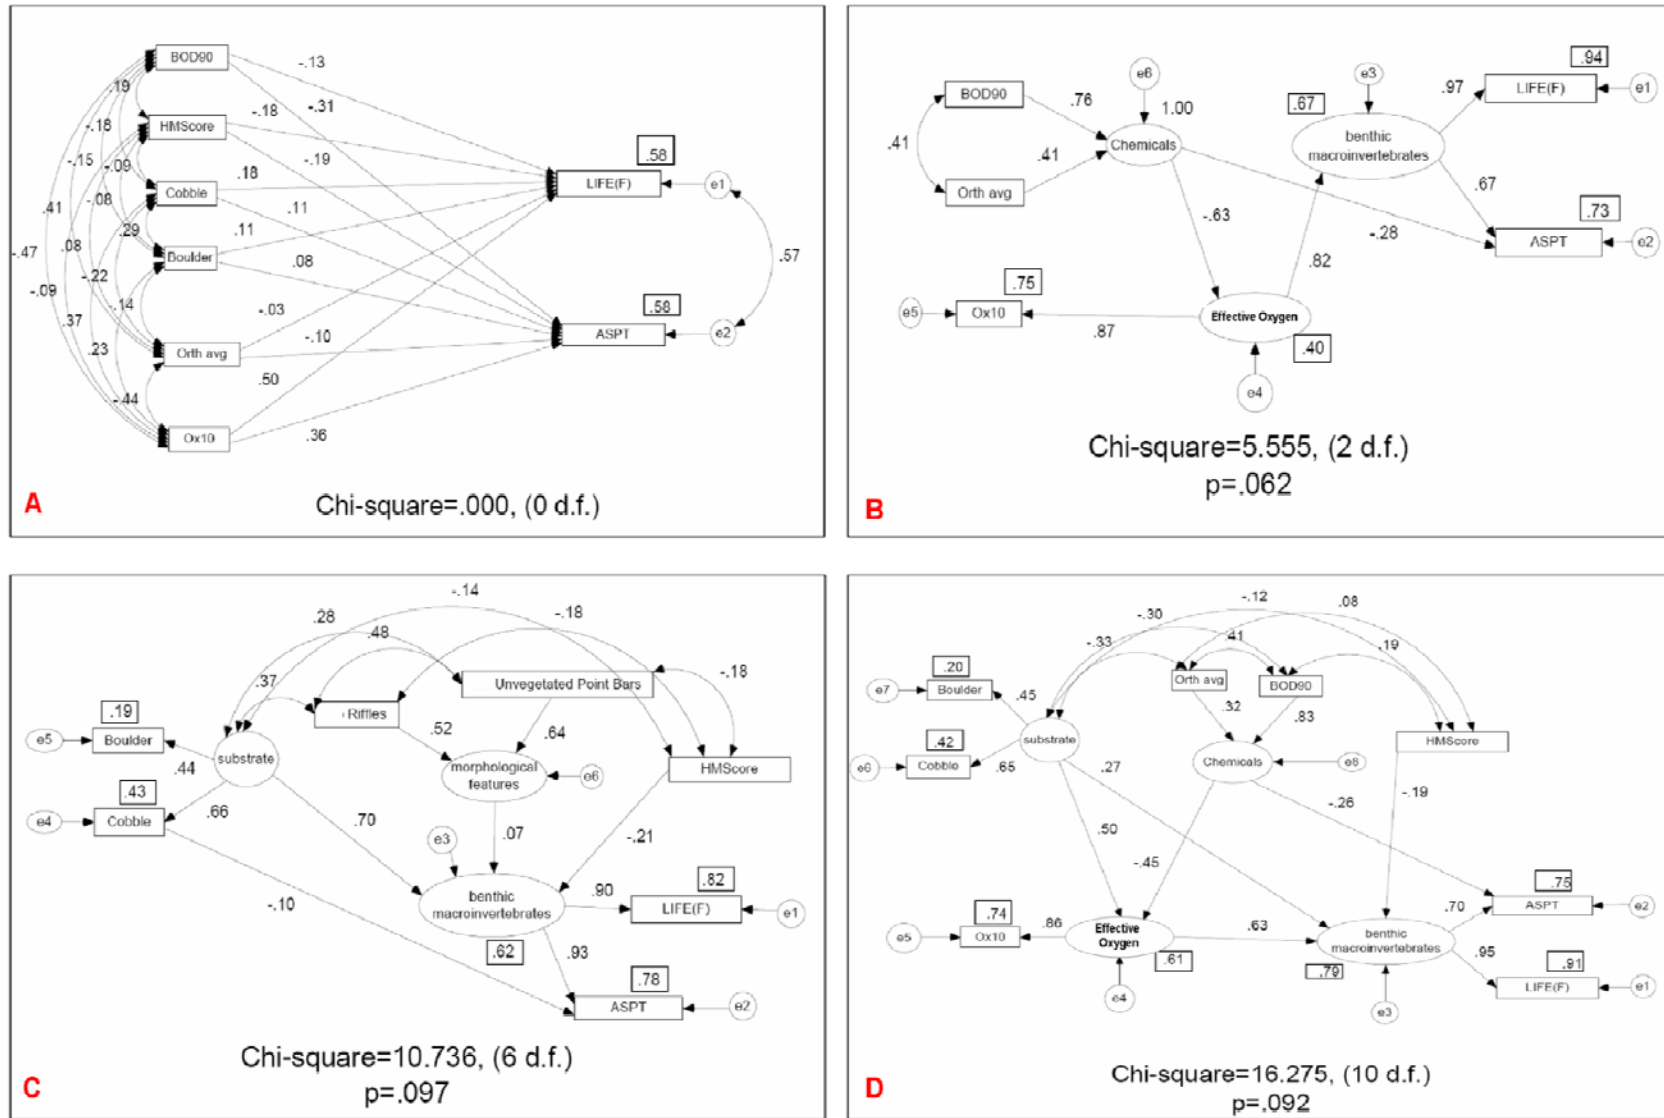 BOD90
-.13
.19
-.18
-.31
HMScore
-.18
-.19
.58
-.15
-.09
.18
LIFE(F)
e1
Cobble
-.08
.11
.41
.29
.11
-.47
.08
Boulder
.08
.57
-.22
-.09
-.14
-.03
.58
.37
ASPT
e2
.23
Orth avg
-.10
.50
-.44
Ox10
.36
A
Chi-square=.000, (0 d.f.)
.94
e6
e3
BOD90
.76
1.00
.67
.97
LIFE(F)
e1
.41
Chemicals
benthic
macroinvertebrates
.41
Orth avg
.67
.73
-.63
-.28
ASPT
e2
.82
.75
e5
Ox10
Effective Oxygen
.87
.40
e4
Chi-square=5.555, (2 d.f.)
p=.062
B
-.14
.28
-.18
.48
.37
Unvegetated Point Bars
-.18
Riffles
.19
e5
Boulder
.52
.64
substrate
.44
morphological
features
e6
HMScore
.43
e4
Cobble
.66
.70
.07
-.21
e3
benthic
macroinvertebrates
.90
.82
LIFE(F)
e1
-.10
.62
.93
.78
ASPT
e2
Chi-square=10.736, (6 d.f.)
p=.097
C
-.12
.08
-.30
-.33
.41
.19
.20
e7
Boulder
.45
Orth avg
BOD90
.32
.83
.42
substrate
HMScore
e6
Cobble
.65
.27
Chemicals
e8
-.19
-.26
.50
-.45
.75
.74
.70
ASPT
e2
e5
Ox10
.86
Effective
Oxygen
.63
benthic
macroinvertebrates
.61
.79
.95
.91
LIFE(F)
e1
e4
e3
Chi-square=16.275, (10 d.f.)
p=.092
D